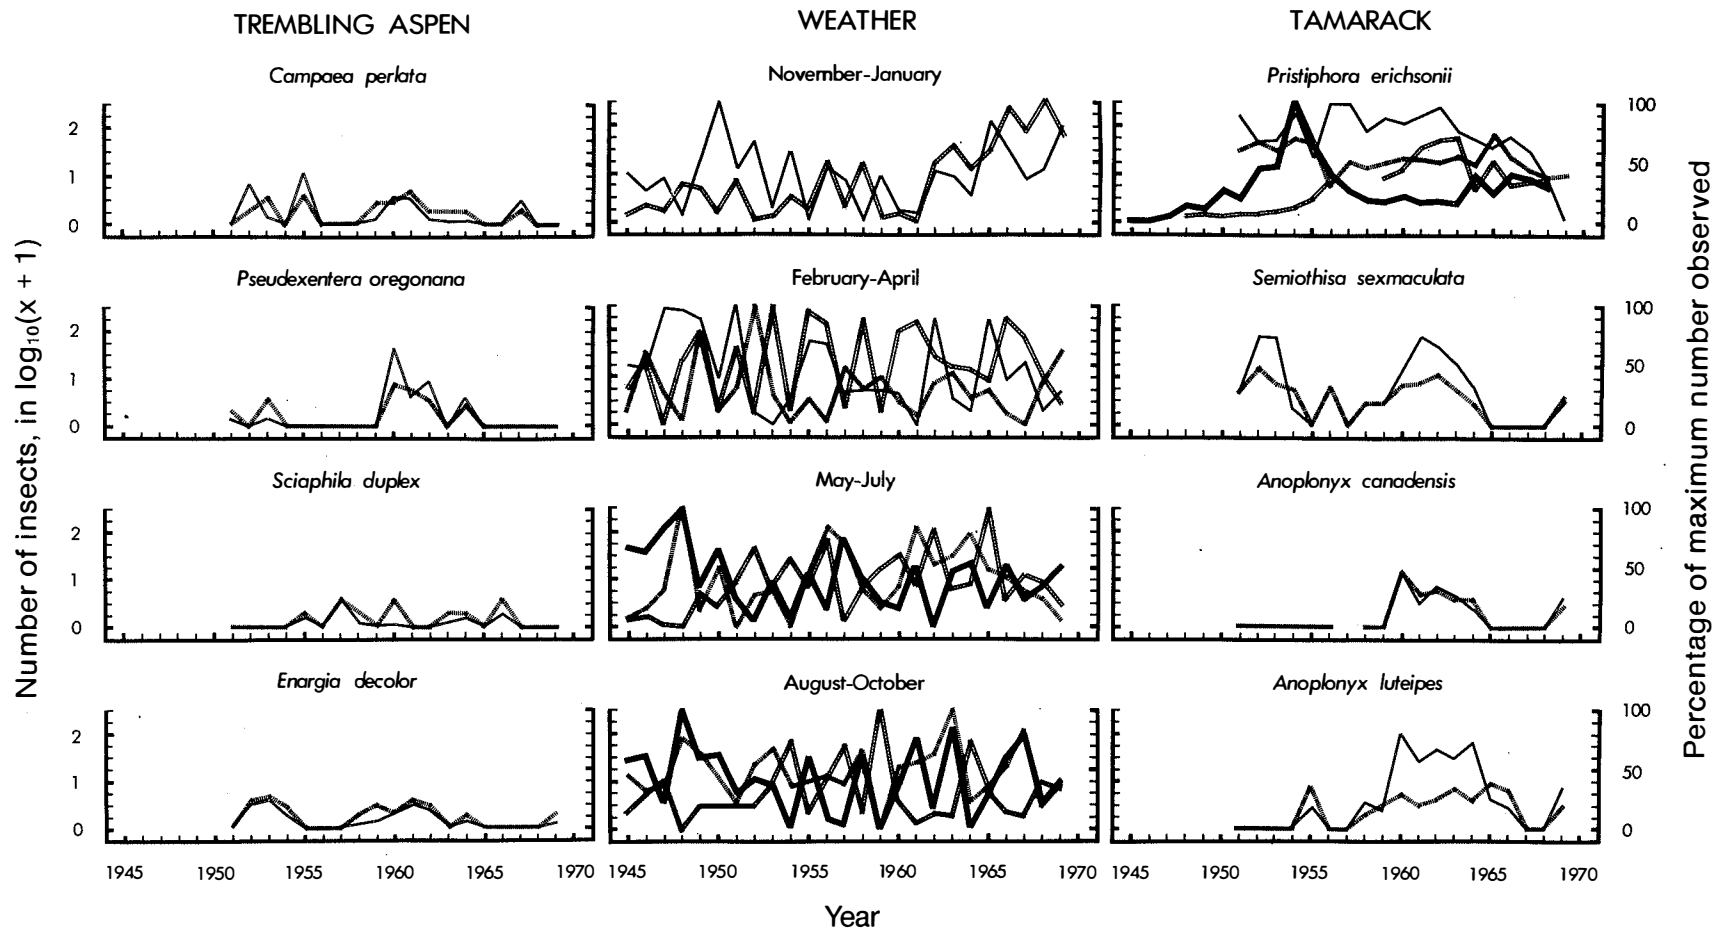 TREMBLING ASPEN WEATHER TAMARACK
Campaea perlata November-January Pristiphora erichsonii
2
1
0
100
50
0
Pseudexentera oregonana February-April Semiothisa sexmaculata
2
1
0
100
50
0
Sciaphila duplex May-July Anoplonyx canadensis
2
1
0
100
50
0
Enargia decolor August-October Anoplonyx luteipes
2
1
0
100
50
0
1945 1950 1955 1960 1965 1970 1945 1950 1955 1960 1965 1970 1945 1950 1955 1960 1965 1970
Year
Number of insects, in log₁₀(x + 1)
Percentage of maximum number observed